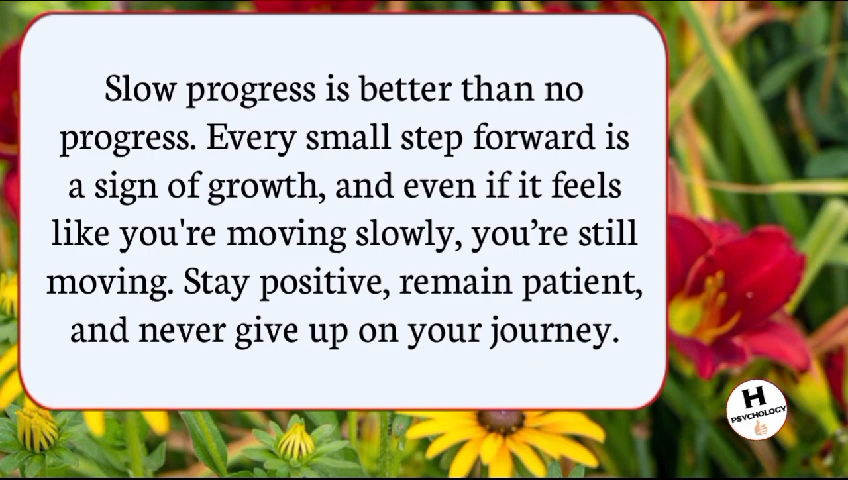 Slow progress is better than no
progress. Every small step forward is
a sign of growth, and even if it feels
like you're moving slowly, you’re still
moving. Stay positive, remain patient,
and never give up on your journey.
H
PSYCHOLOGY